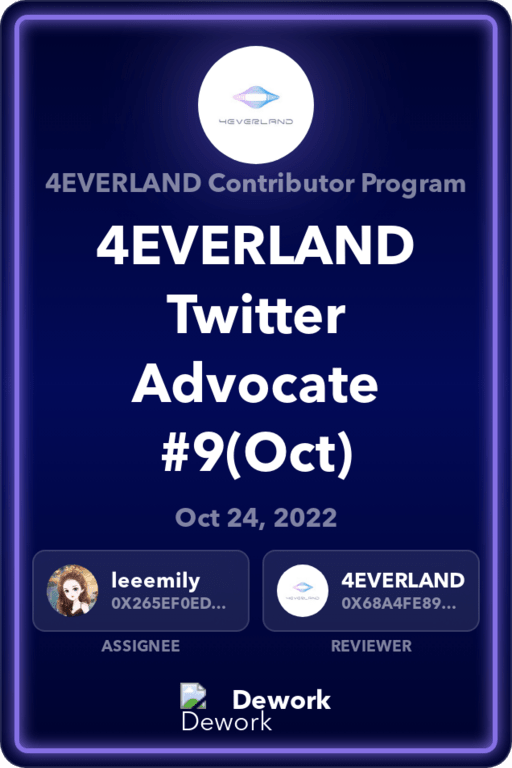 4EVERLAND
4EVERLAND Contributor Program
4EVERLAND
Twitter
Advocate
#9(Oct)
Oct 24, 2022
leeemily
0X265EF0ED...
ASSIGNEE
4EVERLAND
4EVERLAND
0X68A4FE89...
REVIEWER
Dework
Dework